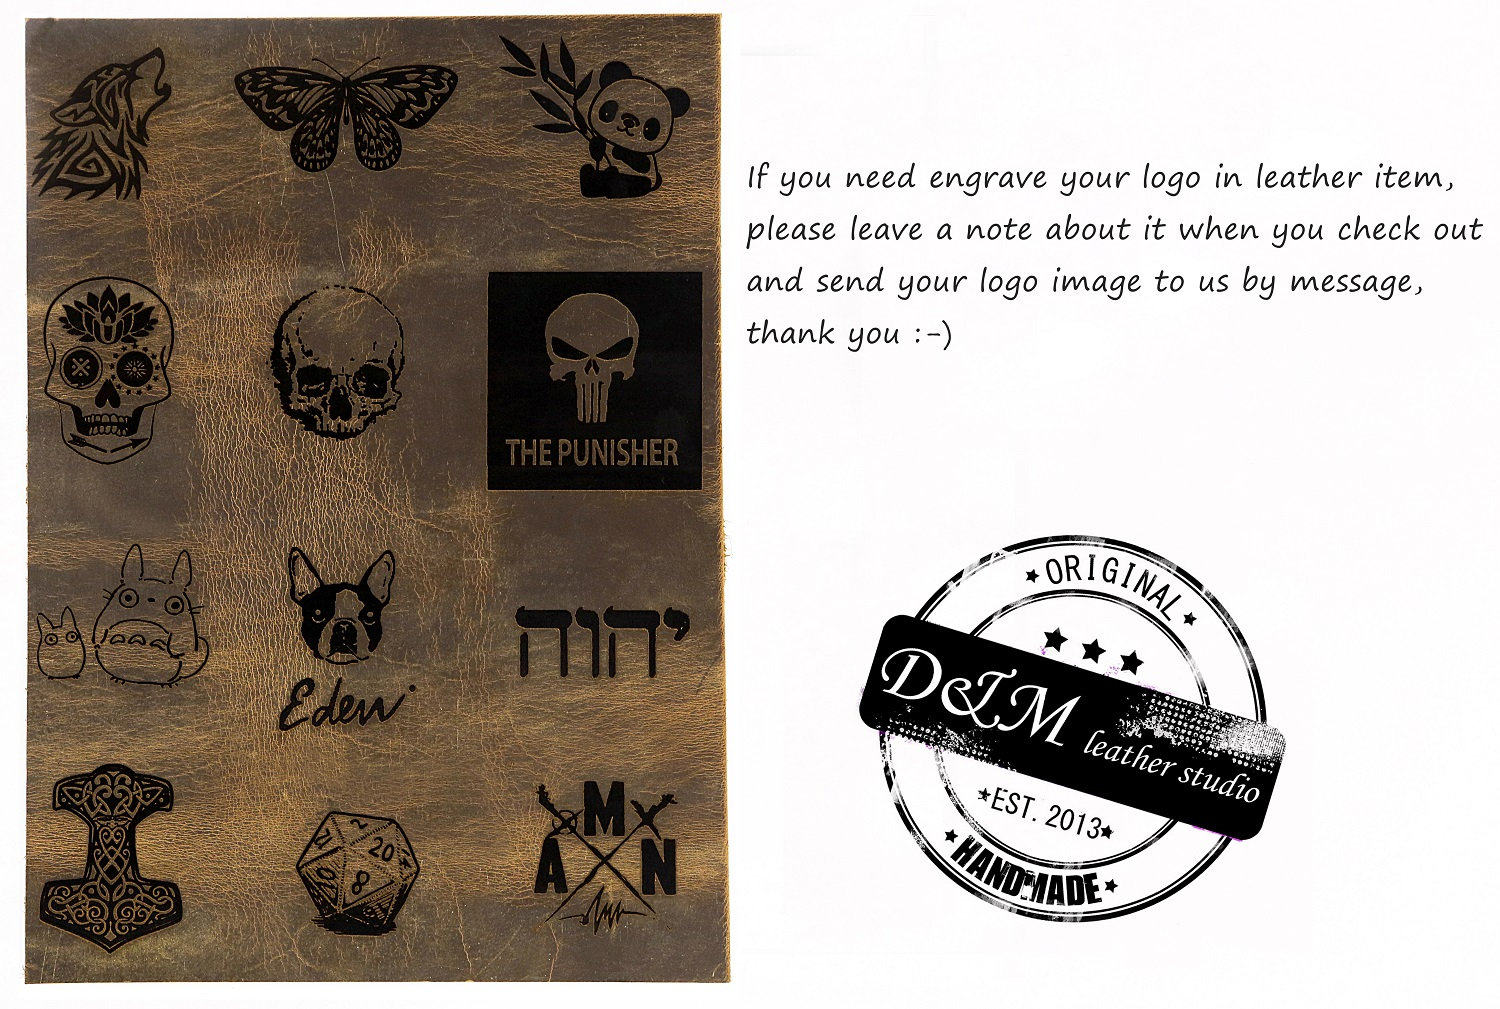 If you need engrave your logo in leather item,
please leave a note about it when you check out
and send your logo image to us by message,
thank you :-)
THE PUNISHER
Eden
יהוה
2
20
8
M
A
N
ORIGINAL
D&M leather studio
EST. 2013
HANDMADE